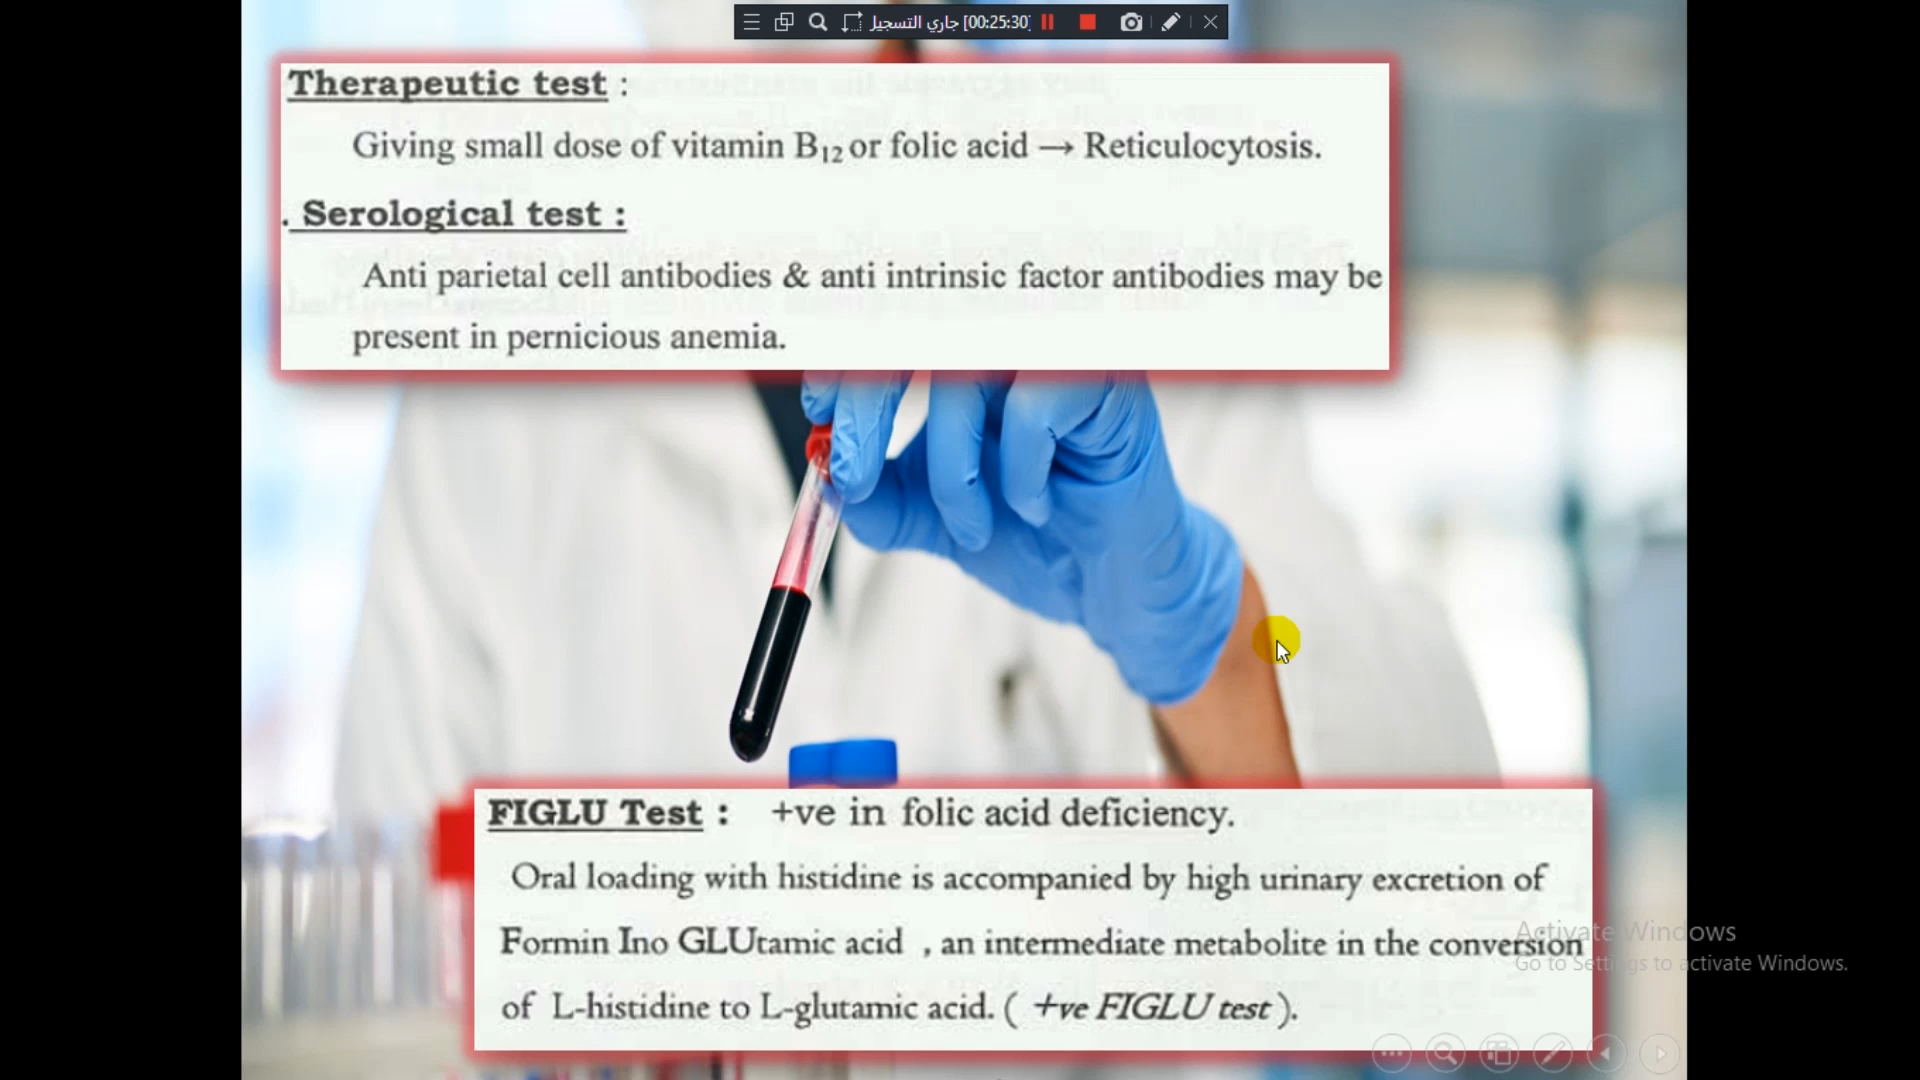 جاري التسجيل [00:25:30]
Therapeutic test :
Giving small dose of vitamin B₁₂ or folic acid → Reticulocytosis.
. Serological test :
Anti parietal cell antibodies & anti intrinsic factor antibodies may be
present in pernicious anemia.
FIGLU Test : +ve in folic acid deficiency.
Oral loading with histidine is accompanied by high urinary excretion of
Formin Ino GLUtamic acid , an intermediate metabolite in the conversion
of L-histidine to L-glutamic acid. ( +ve FIGLU test ).
Activate Windows
Go to Settings to activate Windows.